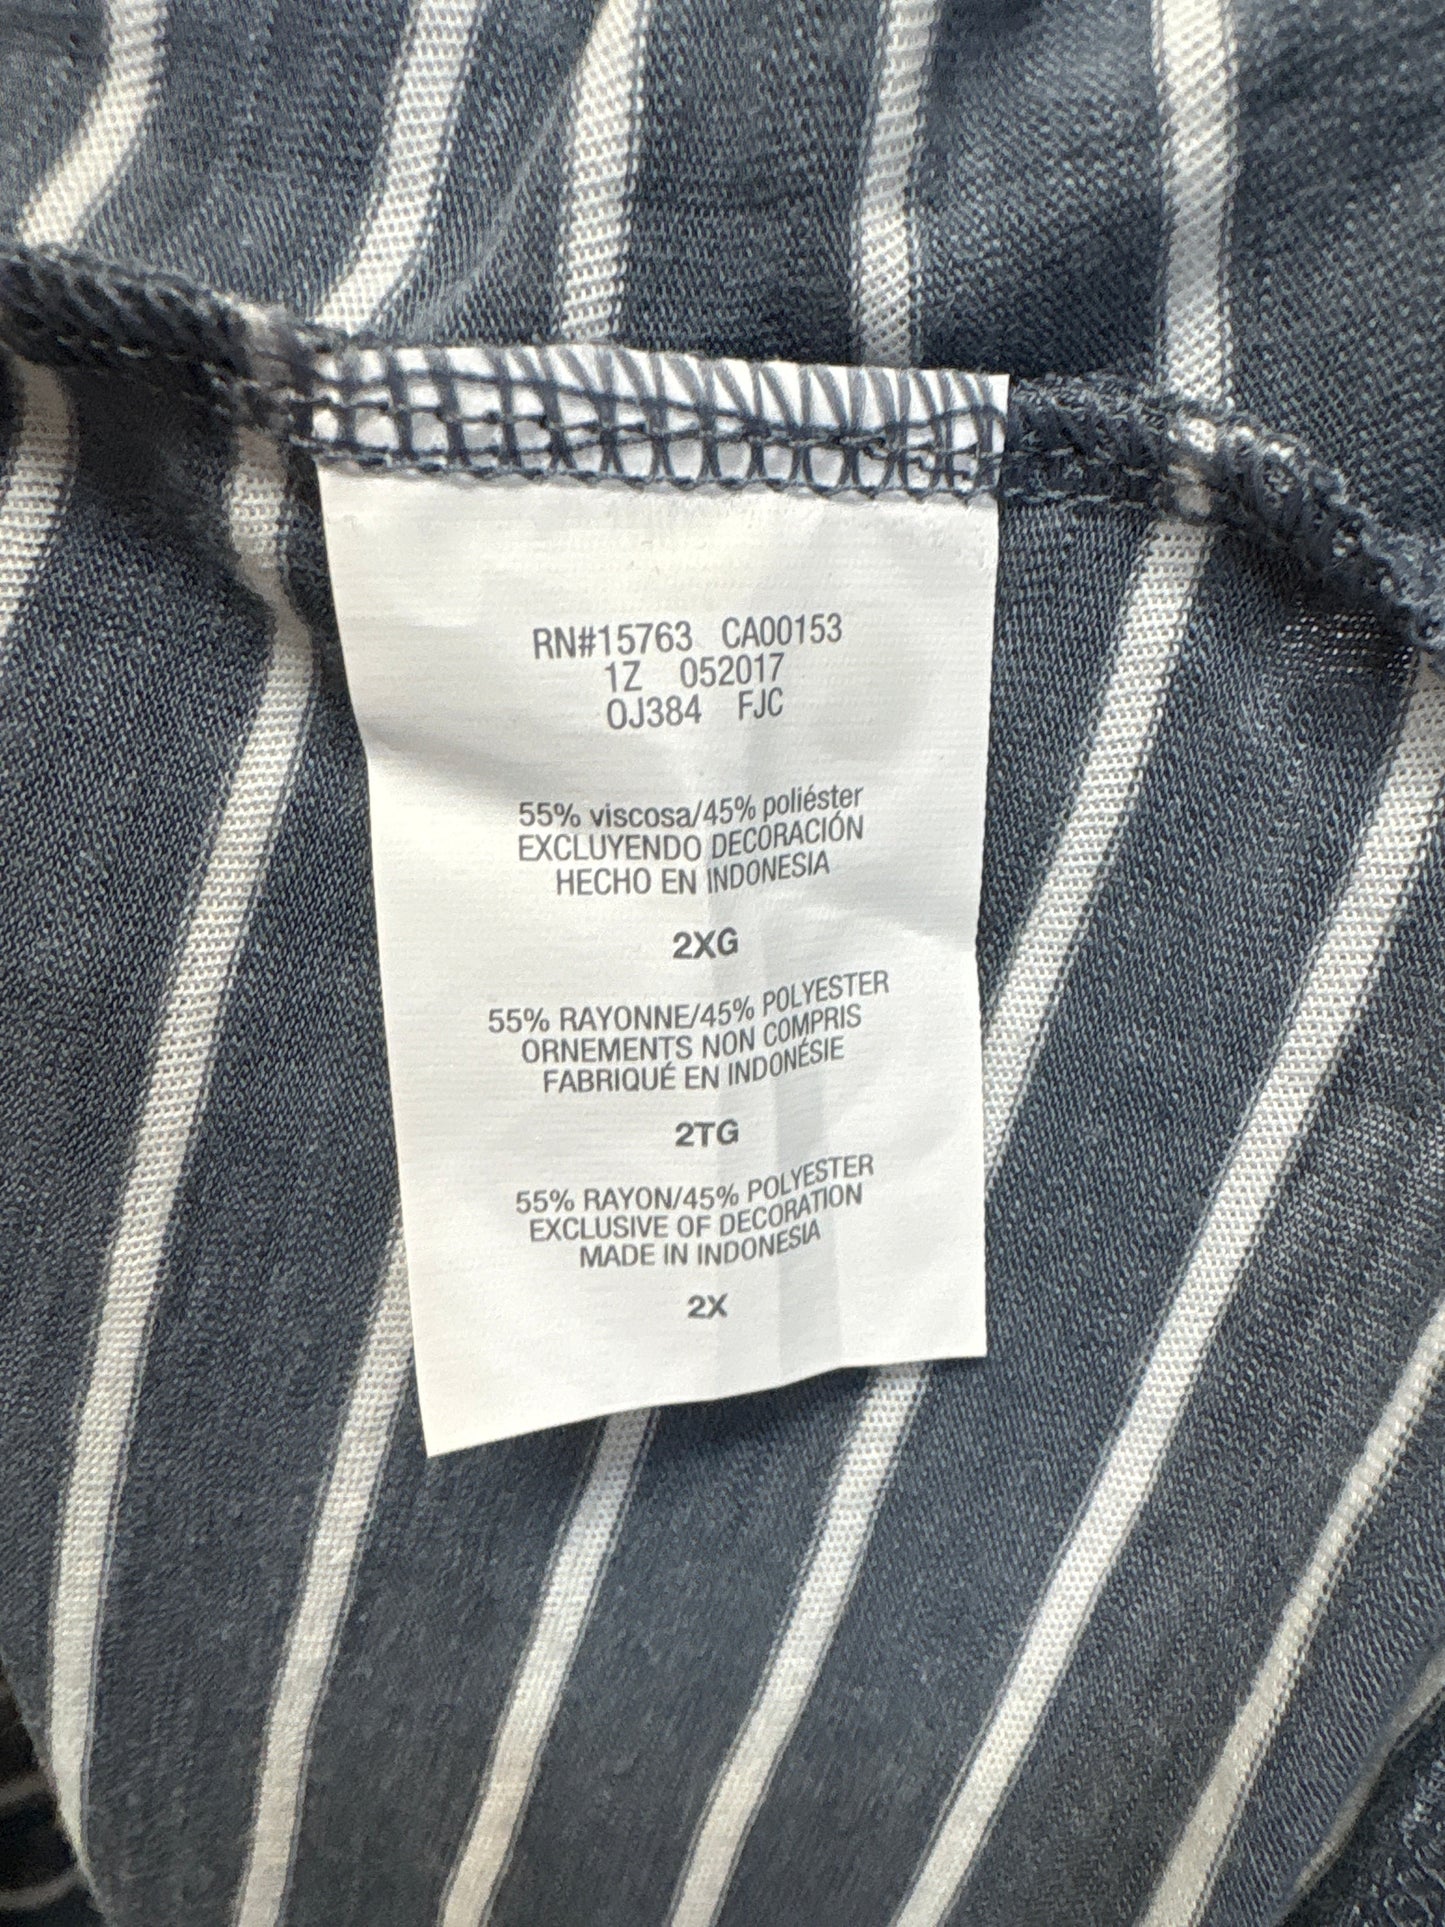 RN#15763 CA00153
1Z 052017
0J384 FJC
55% viscosa/45% poliéster
EXCLUYENDO DECORACIÓN
HECHO EN INDONESIA
2XG
55% RAYONNE/45% POLYESTER
ORNEMENTS NON COMPRIS
FABRIQUÉ EN INDONÉSIE
2TG
55% RAYON/45% POLYESTER
EXCLUSIVE OF DECORATION
MADE IN INDONESIA
2X